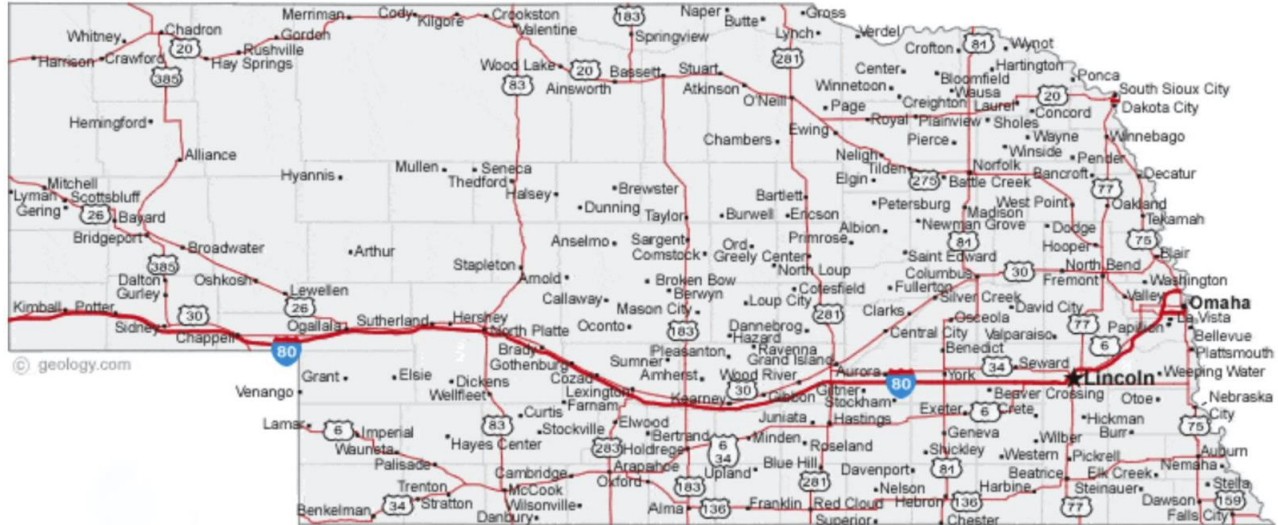 Merriman
Cody
Kilgore
Crookston
Valentine
183
Springview
Naper
Butte
Gross
Lynch
Verdel
Crofton
81
Wynot
Whitney
Chadron
20
Gordon
Rushville
Hay Springs
Harrison
Crawford
385
Wood Lake
20
Bassett
Stuart
281
Center
Bloomfield
Hartington
Ponca
83
Ainsworth
Atkinson
O'Neill
Winnetoon
Wausa
Creighton
Laurel
20
South Sioux City
Dakota City
Page
Royal
Plainview
Sholes
Concord
Hemingford
Chambers
Ewing
Pierce
Wayne
Winnebago
Winside
Alliance
Hyannis
Mullen
Seneca
Thedford
Halsey
Neligh
Tilden
Norfolk
Pender
Elgin
275
Battle Creek
Bancroft
Decatur
77
Mitchell
Lyman
Scottsbluff
Gering
26
Bayard
Brewster
Dunning
Taylor
Burwell
Bartlett
Ericson
Petersburg
Madison
West Point
Oakland
Tekamah
Bridgeport
Broadwater
Arthur
Anselmo
Sargent
Comstock
Ord
Greely Center
Primrose
Albion
Newman Grove
81
Dodge
Hooper
75
Blair
385
Dalton
Gurley
Oshkosh
Lewellen
26
Stapleton
Arnold
Broken Bow
Berwyn
North Loup
Cotesfield
Saint Edward
Columbus
30
North Bend
Fremont
Washington
Fullerton
Silver Creek
Valley
Omaha
Kimball
Potter
Sidney
30
Chappell
Ogallala
Sutherland
Hershey
North Platte
Callaway
Mason City
Oconto
183
Loup City
281
Clarks
David City
Osceola
77
La Vista
Papillion
Bellevue
Dannebrog
Hazard
Ravenna
Central City
Valparaiso
6
Plattsmouth
80
Brady
Gothenburg
Sumner
Pleasanton
Grand Island
Benedict
34
Seward
© geology.com
Grant
Elsie
Dickens
Cozad
Amherst
Wood River
Aurora
80
York
Lincoln
Weeping Water
Venango
Wellfleet
Lexington
Farnam
Kearney
30
Gibbon
Giltner
Stockham
Beaver Crossing
Otoe
Nebraska
City
Lamar
6
Imperial
83
Curtis
Stockville
Elwood
Juniata
Hastings
Exeter
6
Crete
Hickman
Burr
75
Wauneta
Hayes Center
283
Bertrand
Holdrege
6
34
Minden
Roseland
Geneva
Wilber
Auburn
Palisade
Cambridge
Arapahoe
Oxford
Upland
Blue Hill
Davenport
Shickley
81
Western
Pickrell
Beatrice
Elk Creek
Nemaha
Trenton
Stratton
McCook
Wilsonville
183
281
Nelson
Hebron
136
Harbine
Steinauer
Stella
Benkelman
34
Danbury
Alma
136
Franklin
Red Cloud
Superior
Chester
77
Dawson
Falls City
159